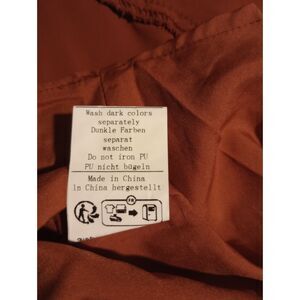 Wash dark colors
separately
Dunkle Farben
separat
waschen
Do not iron PU
PU nicht bügeln
Made in China
In China hergestellt
FR